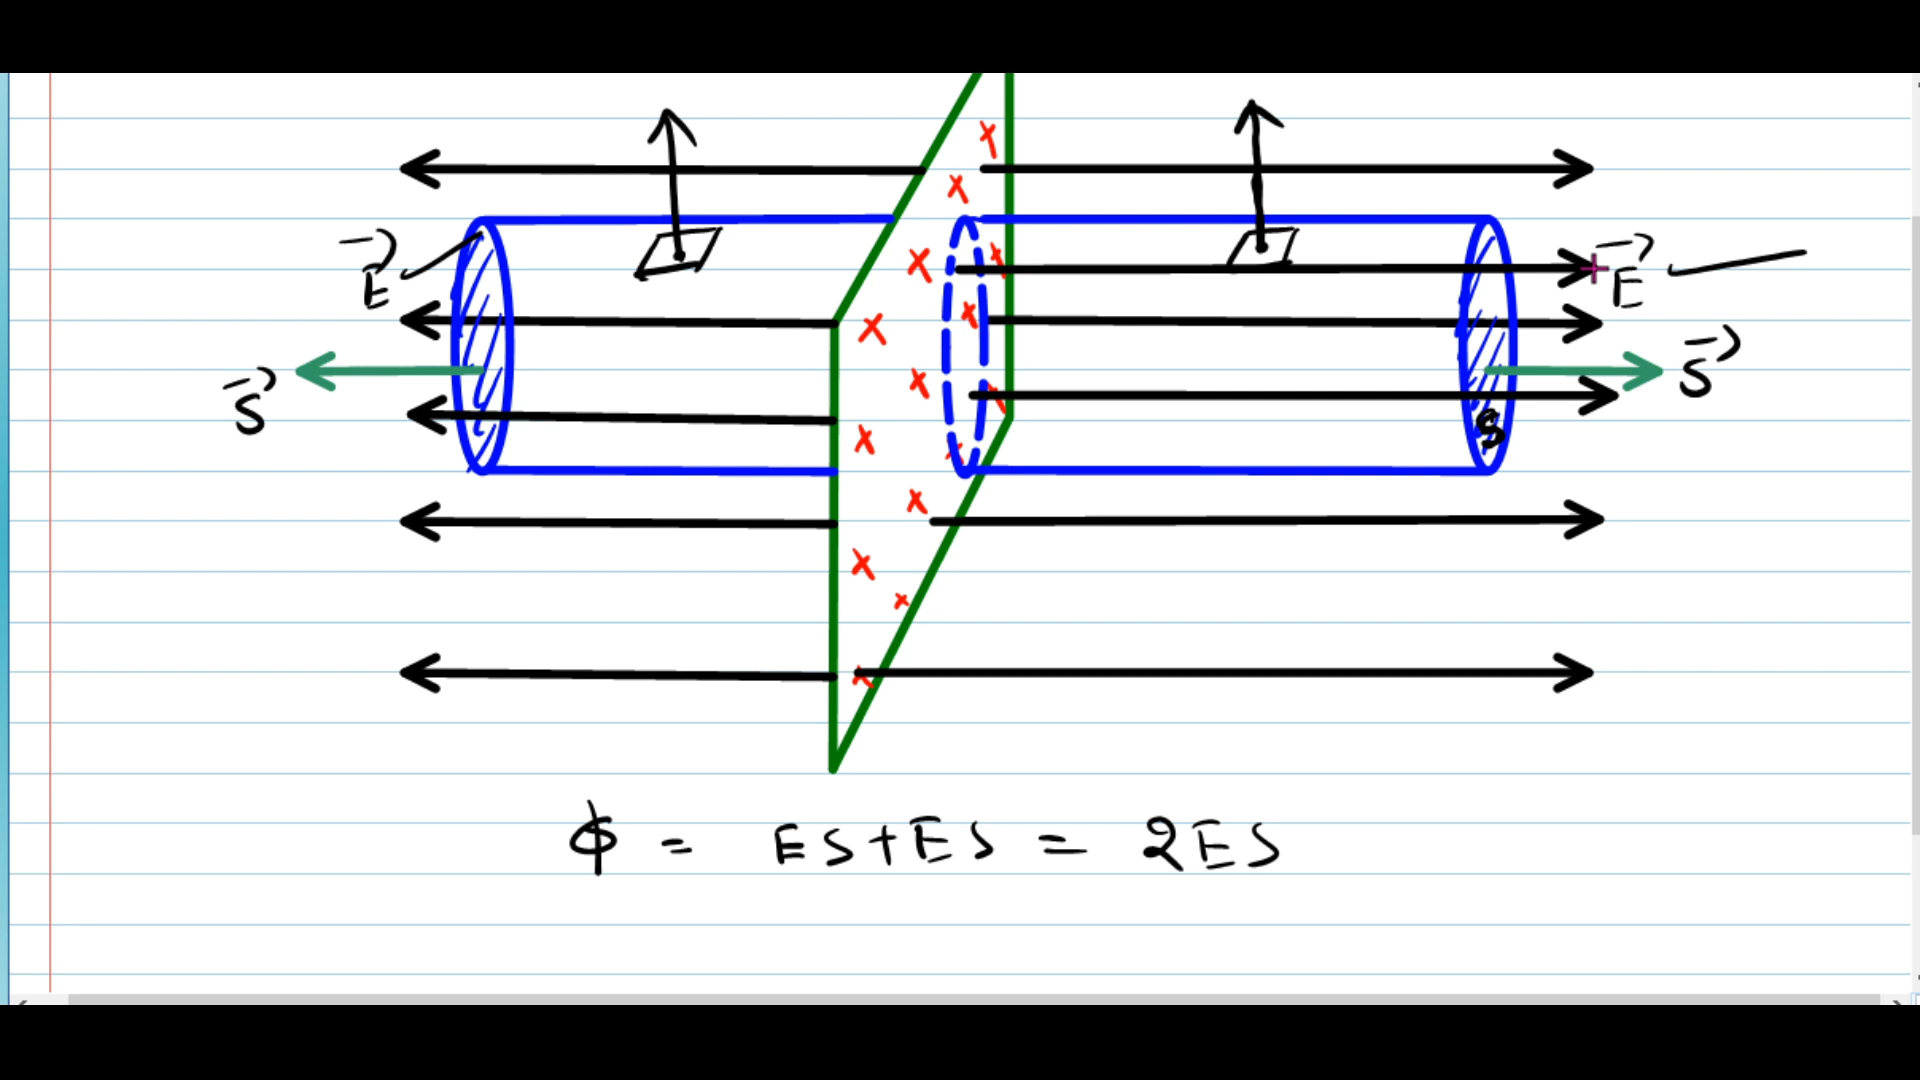 E⃗
E⃗
S⃗
S⃗
S
ϕ = ES + ES = 2ES